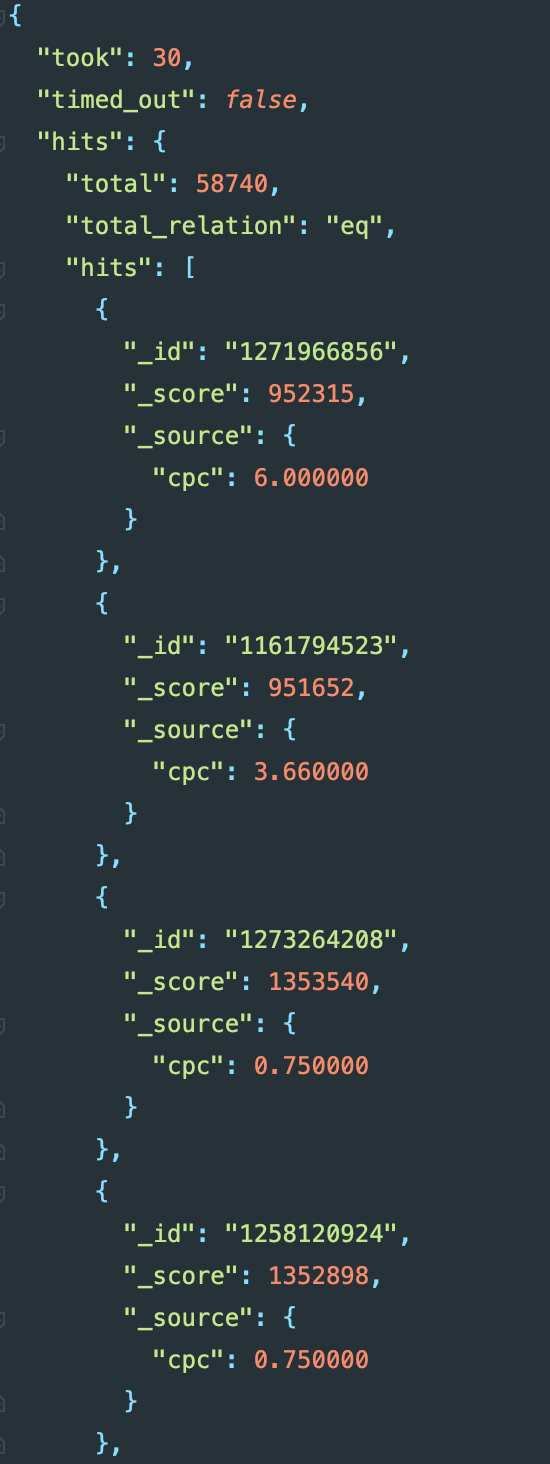 {
"took": 30,
"timed_out": false,
"hits": {
"total": 58740,
"total_relation": "eq",
"hits": [
{
"_id": "1271966856",
"_score": 952315,
"_source": {
"cpc": 6.000000
}
},
{
"_id": "1161794523",
"_score": 951652,
"_source": {
"cpc": 3.660000
}
},
{
"_id": "1273264208",
"_score": 1353540,
"_source": {
"cpc": 0.750000
}
},
{
"_id": "1258120924",
"_score": 1352898,
"_source": {
"cpc": 0.750000
}
},